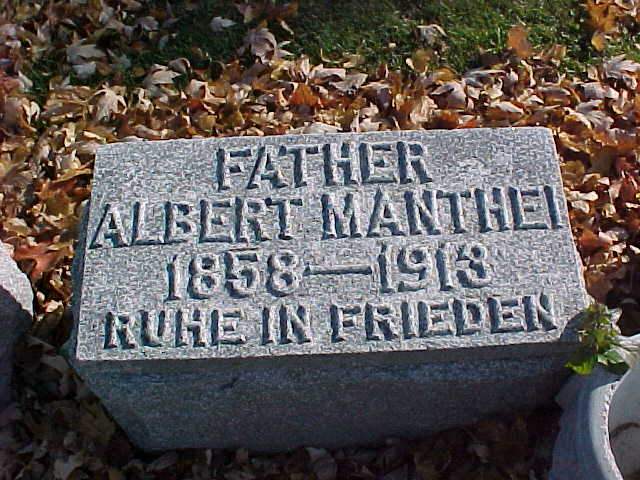 FATHER
ALBERT MANTHEI
1858—1913
RUHE IN FRIEDEN